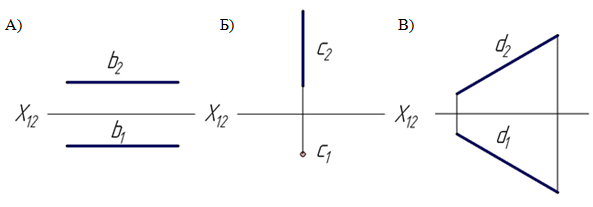 А) Б) В)
b₂ c₂ d₂
X₁₂ X₁₂ X₁₂
b₁ c₁ d₁